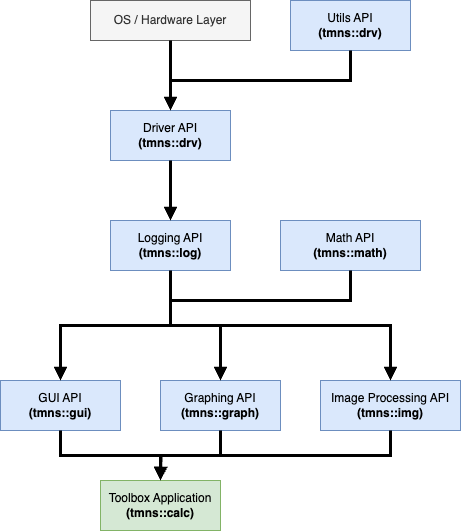 OS / Hardware Layer
Utils API
(tmns::drv)
Driver API
(tmns::drv)
Logging API
(tmns::log)
Math API
(tmns::math)
GUI API
(tmns::gui)
Graphing API
(tmns::graph)
Image Processing API
(tmns::img)
Toolbox Application
(tmns::calc)